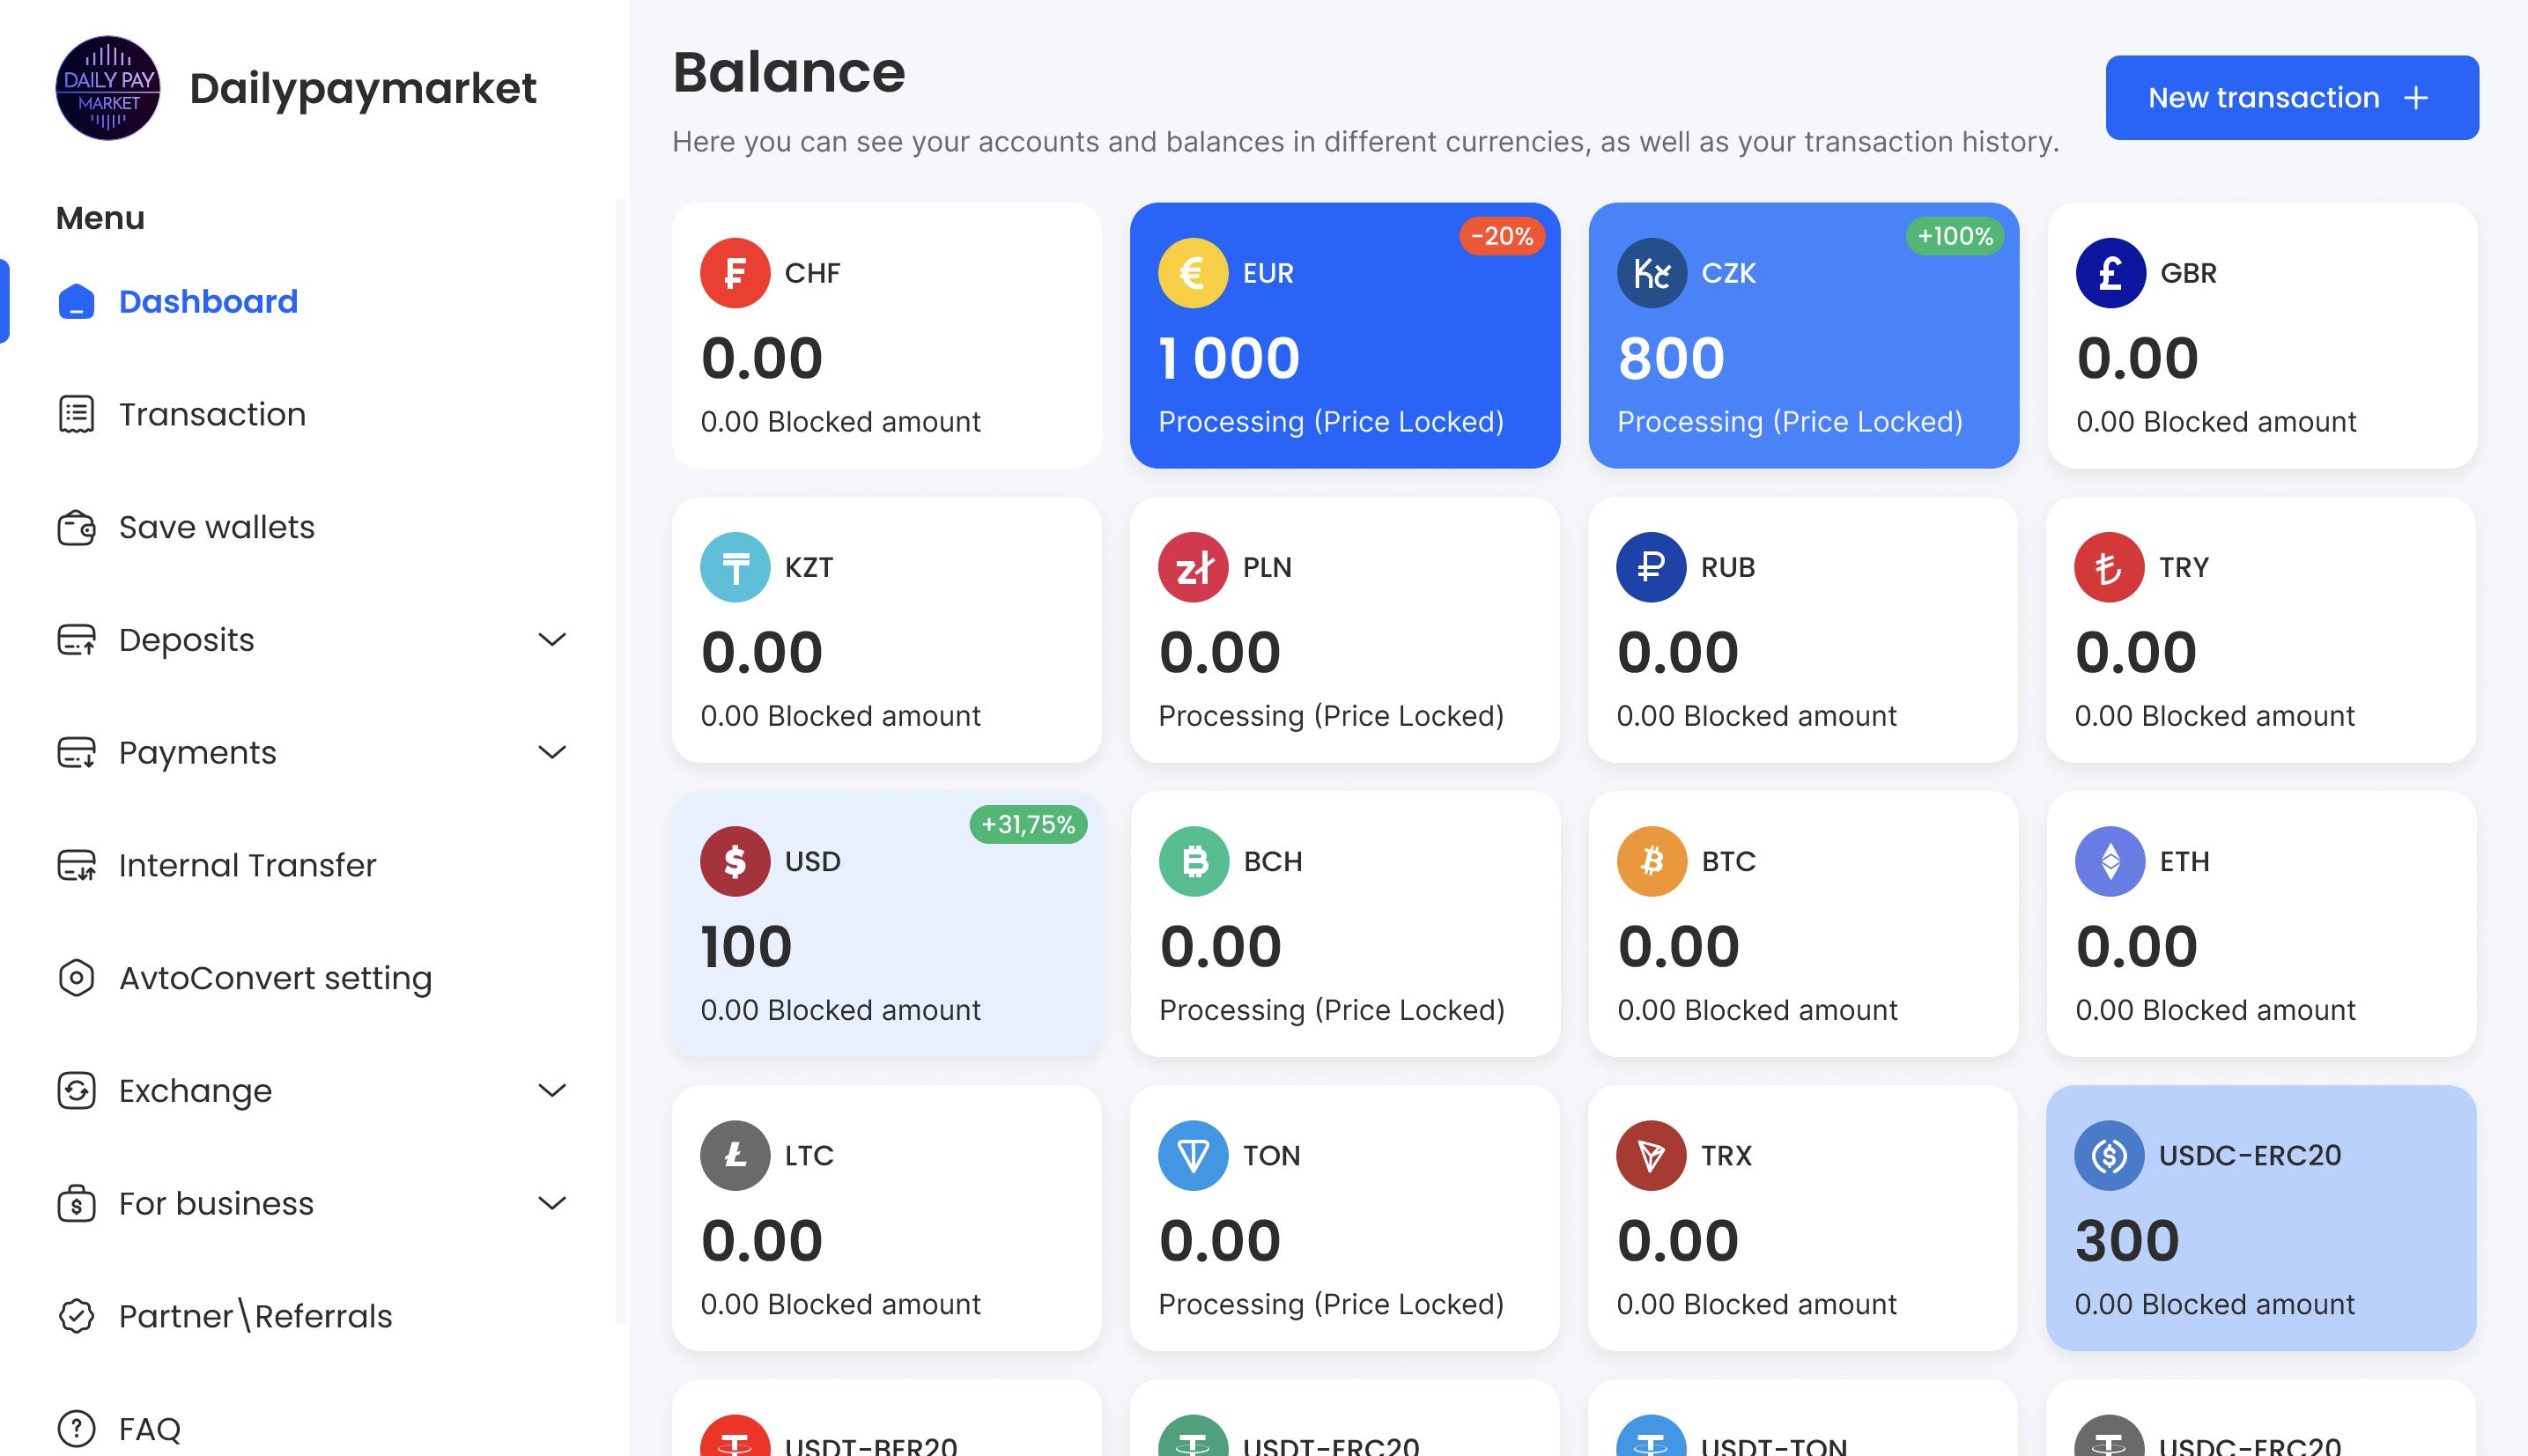 DAILY PAY
MARKET
Dailypaymarket
Menu
Dashboard
Transaction
Save wallets
Deposits
Payments
Internal Transfer
AvtoConvert setting
Exchange
For business
Partner\Referrals
FAQ
Balance
Here you can see your accounts and balances in different currencies, as well as your transaction history.
New transaction +
CHF
0.00
0.00 Blocked amount
-20%
EUR
1 000
Processing (Price Locked)
+100%
Kč CZK
800
Processing (Price Locked)
£ GBR
0.00
0.00 Blocked amount
₸ KZT
0.00
0.00 Blocked amount
zł PLN
0.00
Processing (Price Locked)
₽ RUB
0.00
0.00 Blocked amount
₺ TRY
0.00
0.00 Blocked amount
+31,75%
$ USD
100
0.00 Blocked amount
BCH
0.00
Processing (Price Locked)
BTC
0.00
0.00 Blocked amount
ETH
0.00
0.00 Blocked amount
LTC
0.00
0.00 Blocked amount
TON
0.00
Processing (Price Locked)
TRX
0.00
0.00 Blocked amount
USDC-ERC20
300
0.00 Blocked amount
USDT-BEP20
USDT-ERC20
USDT-TON
USDC-ERC20